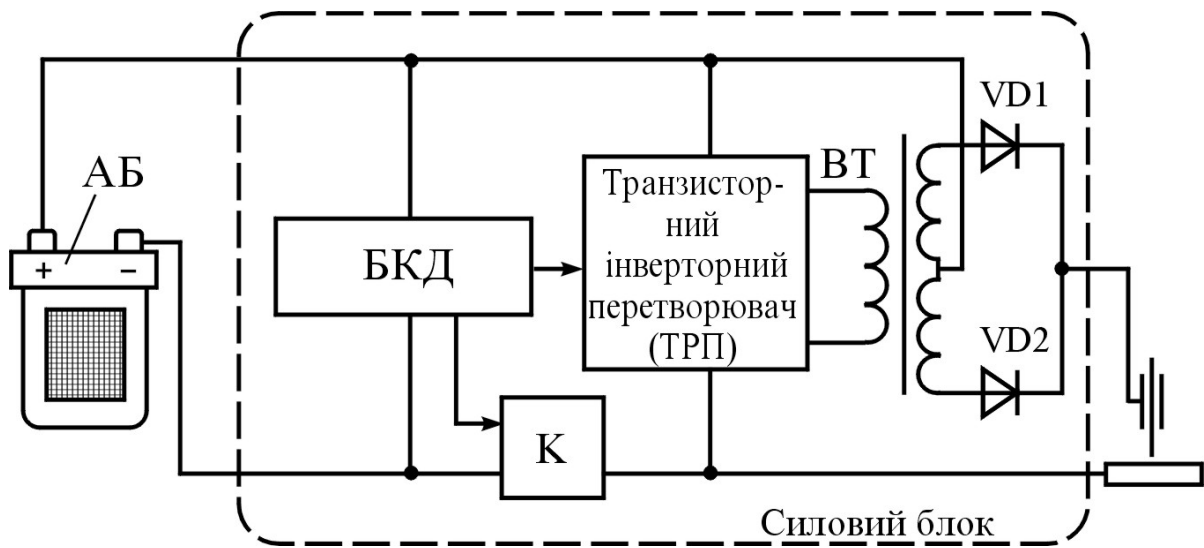 VD1
АБ
ВТ
Транзистор-
ний
інверторний
перетворювач
(ТРП)
+ −
БКД
VD2
К
Силовий блок